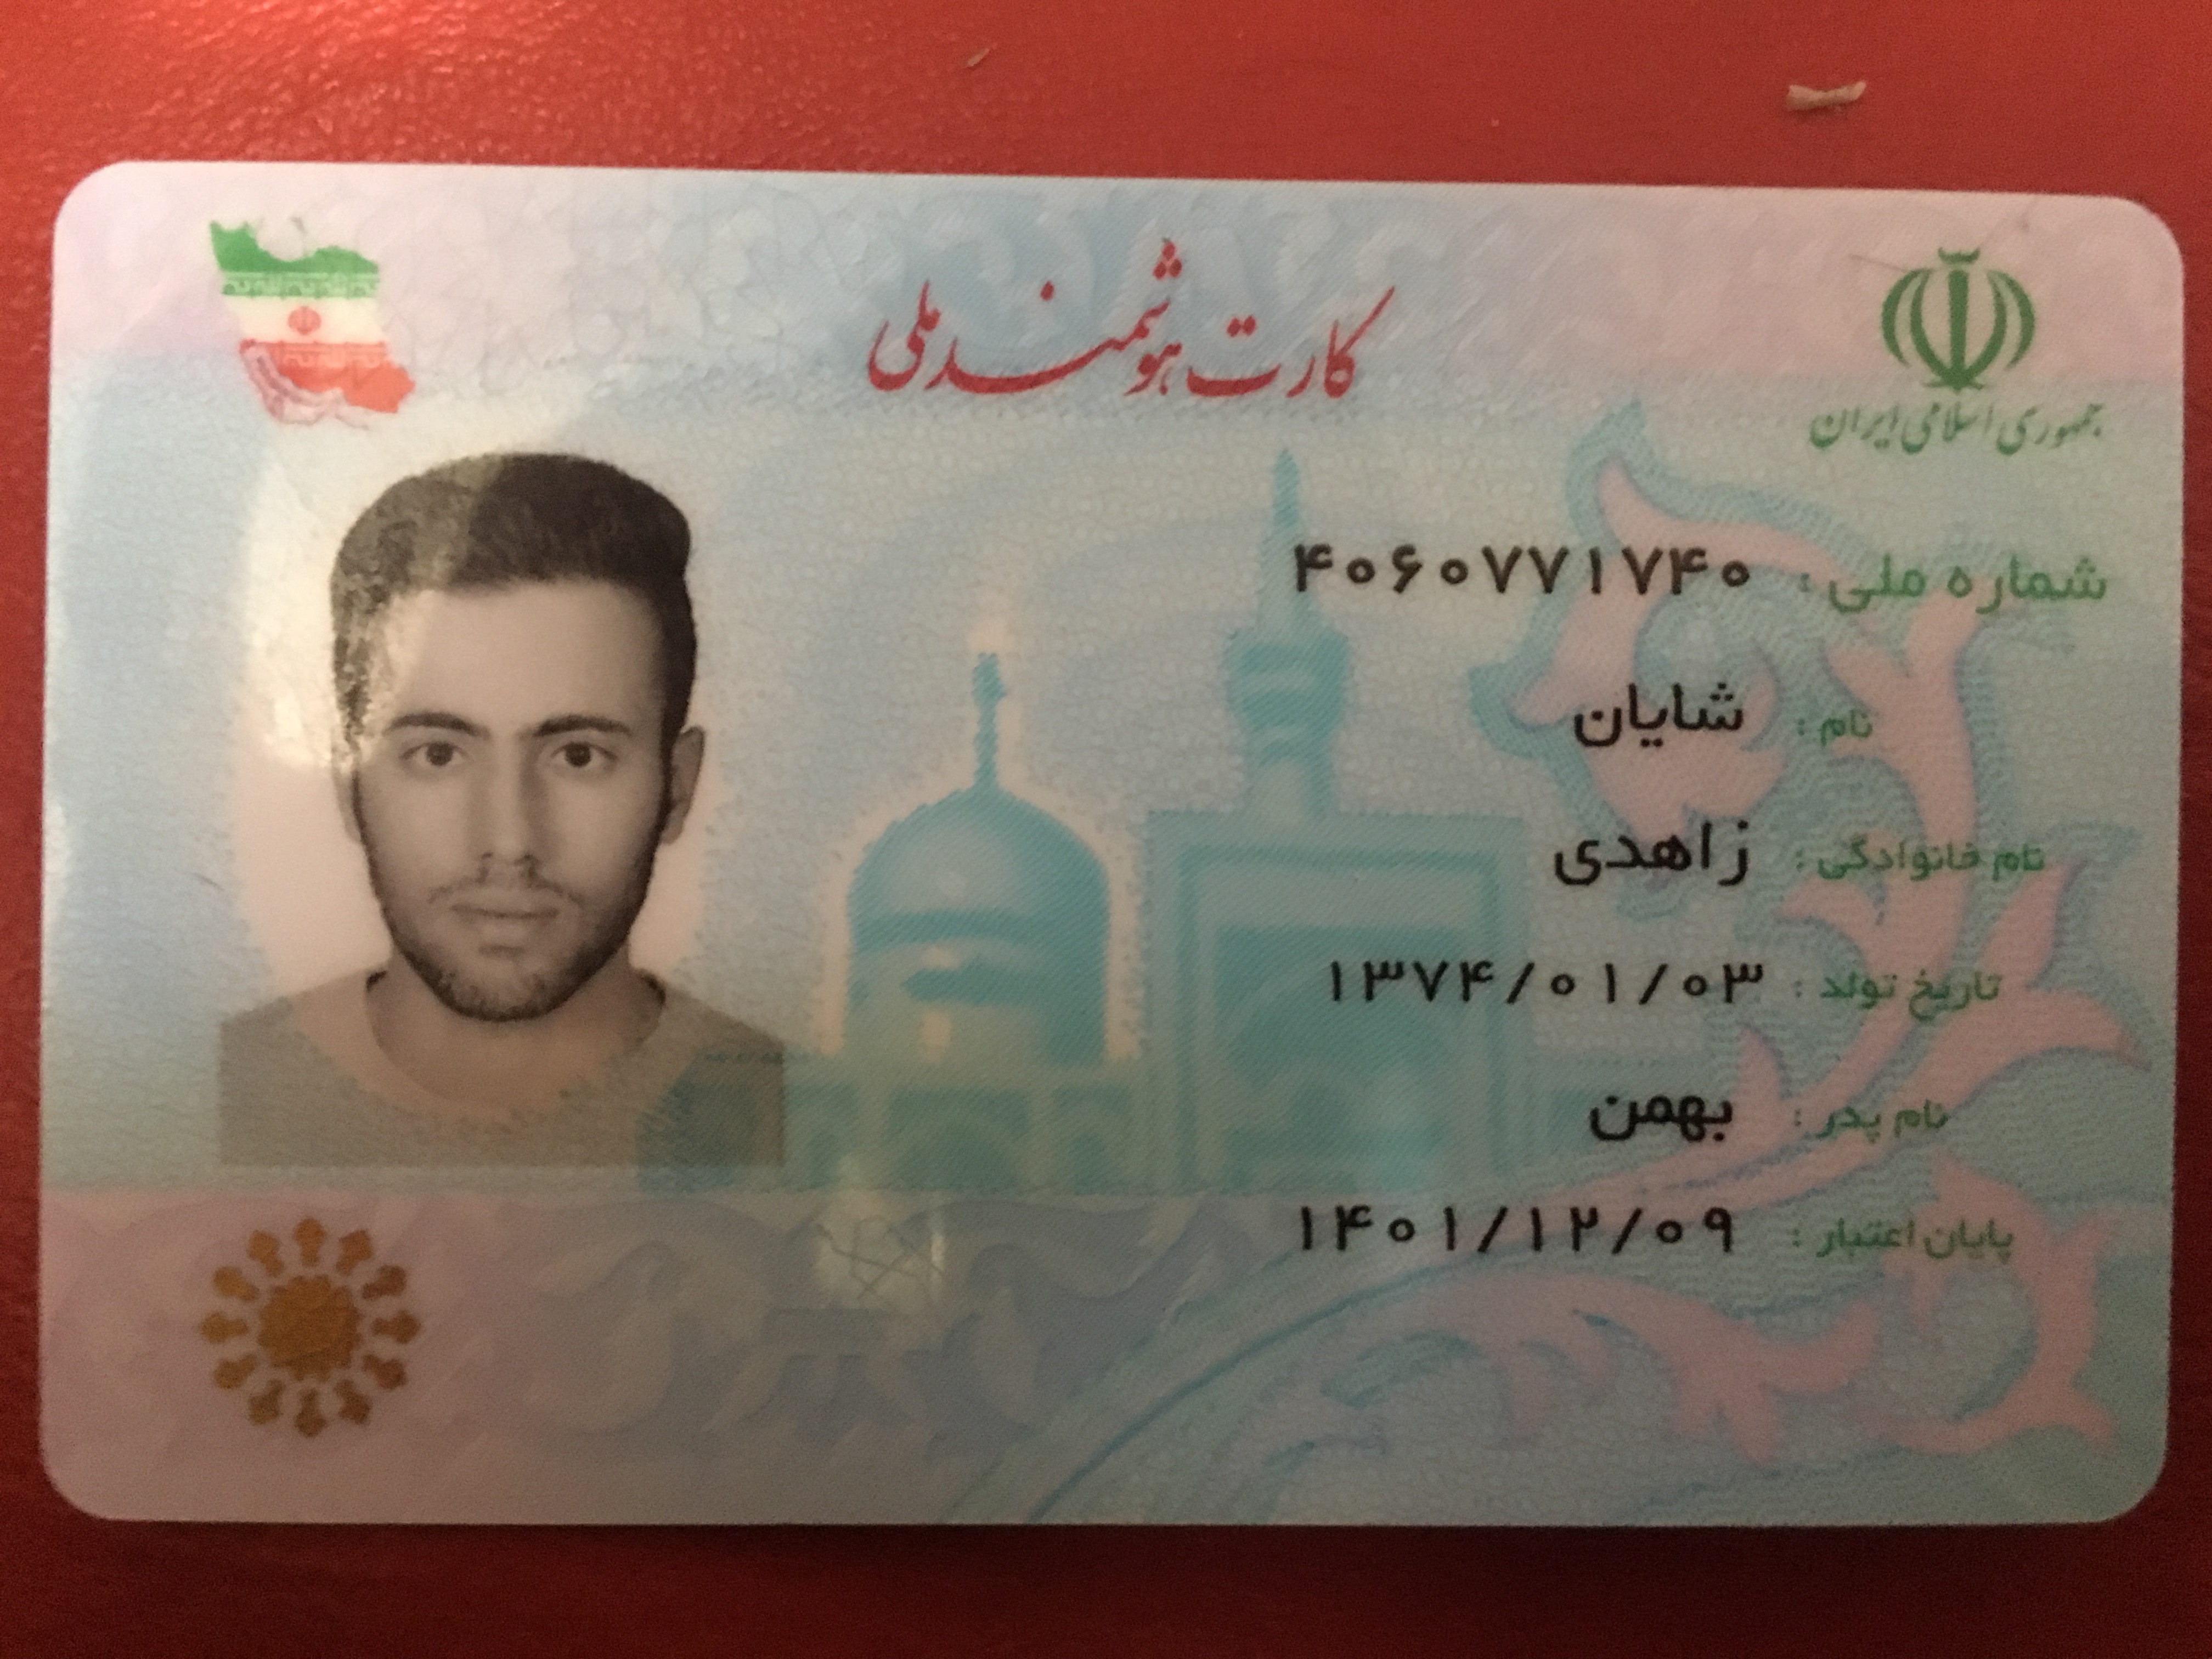 جمهوری اسلامی ایران
کارت هوشمند ملی
شماره ملی: ۴۰۶۰۷۷۱۷۴۰
نام: شایان
نام خانوادگی: زاهدی
تاریخ تولد: ۱۳۷۴/۰۱/۰۳
نام پدر: بهمن
پایان اعتبار: ۱۴۰۱/۱۲/۰۹